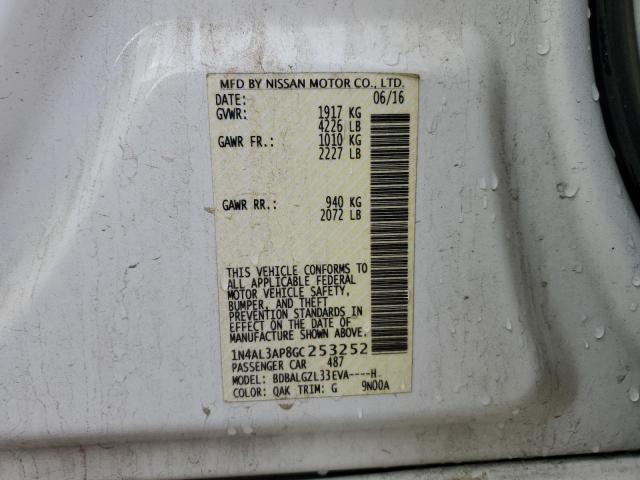 MFD BY NISSAN MOTOR CO., LTD.
DATE: 06/16
GVWR: 1917 KG
4226 LB
GAWR FR.: 1010 KG
2227 LB
GAWR RR.: 940 KG
2072 LB
THIS VEHICLE CONFORMS TO
ALL APPLICABLE FEDERAL
MOTOR VEHICLE SAFETY,
BUMPER, AND THEFT
PREVENTION STANDARDS IN
EFFECT ON THE DATE OF
MANUFACTURE SHOWN ABOVE.
1N4AL3AP8GC253252
PASSENGER CAR 487
MODEL: BDBALGZL33EVA----H
COLOR: QAK TRIM: G 9N00A